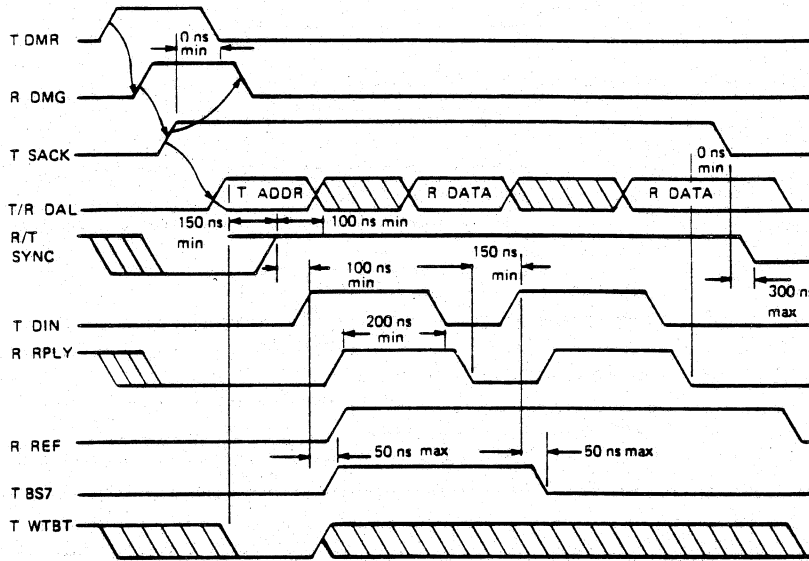 T DMR
0 ns
min
R DMG
T SACK
0 ns
min
T ADDR
R DATA
R DATA
T/R DAL
150 ns
min
100 ns min
R/T
SYNC
100 ns
min
150 ns
min
300 ns
max
T DIN
200 ns
min
R RPLY
R REF
50 ns max
50 ns max
T BS7
T WTBT